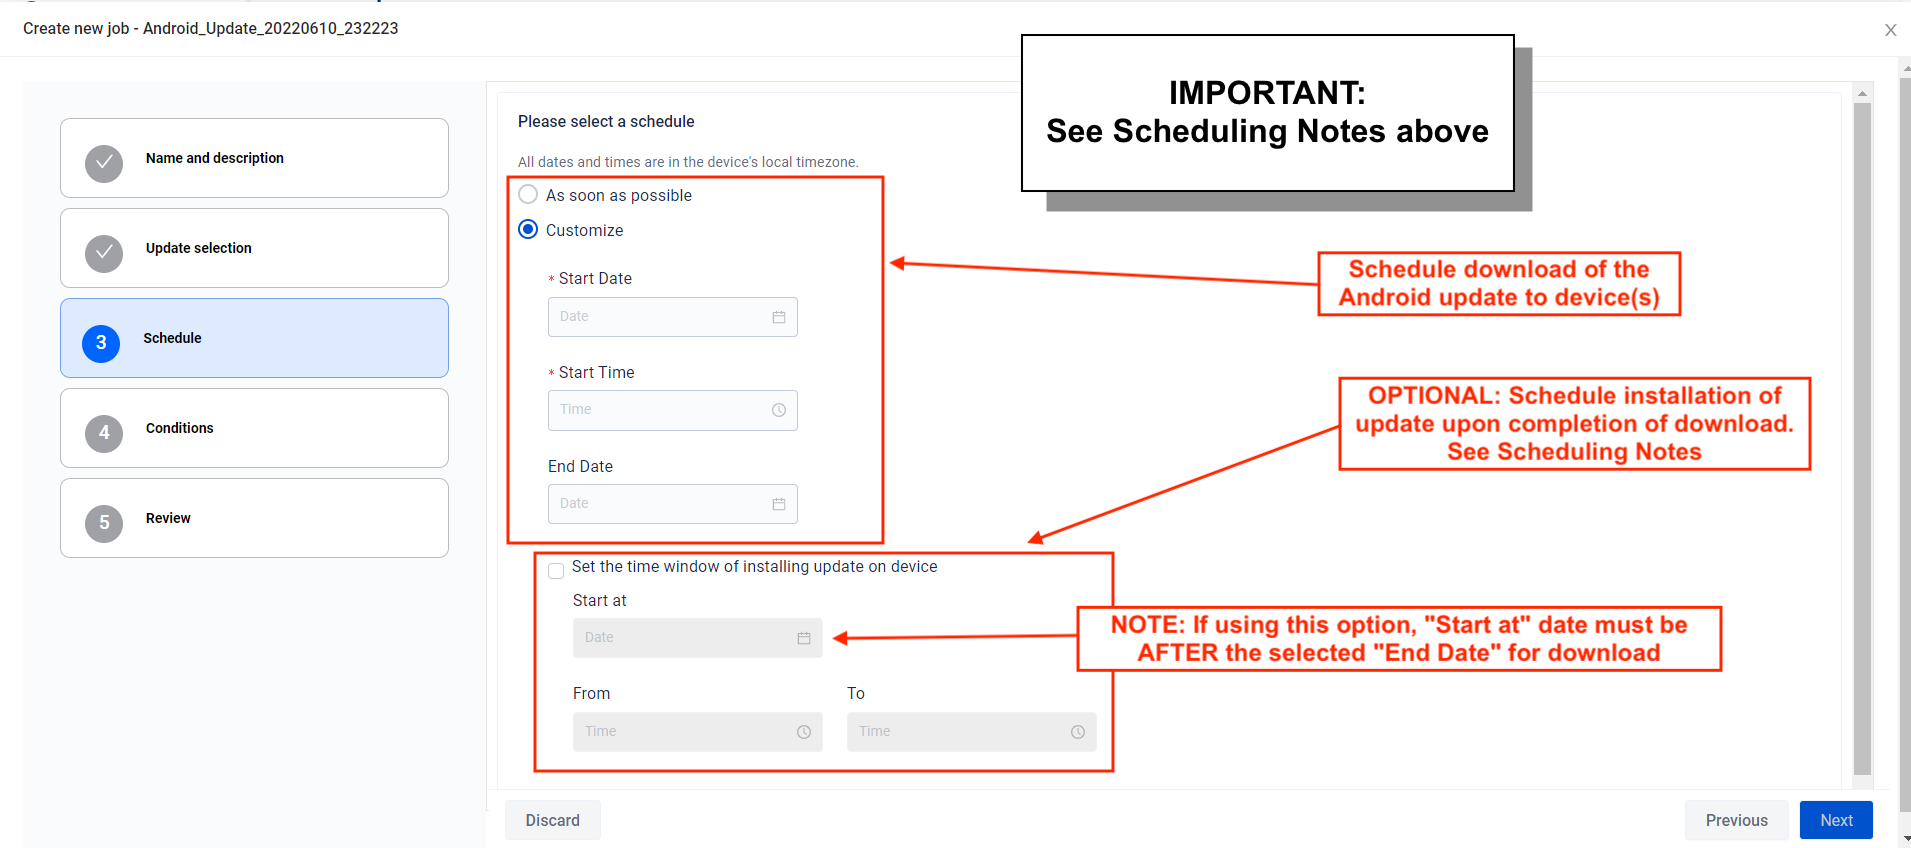 Create new job - Android_Update_20220610_232223
IMPORTANT:
See Scheduling Notes above
Name and description
Update selection
3
Schedule
4
Conditions
5
Review
Please select a schedule
All dates and times are in the device's local timezone.
As soon as possible
Customize
* Start Date
Date
* Start Time
Time
End Date
Date
Schedule download of the
Android update to device(s)
OPTIONAL: Schedule installation of
update upon completion of download.
See Scheduling Notes
Set the time window of installing update on device
Start at
Date
NOTE: If using this option, "Start at" date must be
AFTER the selected "End Date" for download
From
To
Time
Time
Discard
Previous
Next